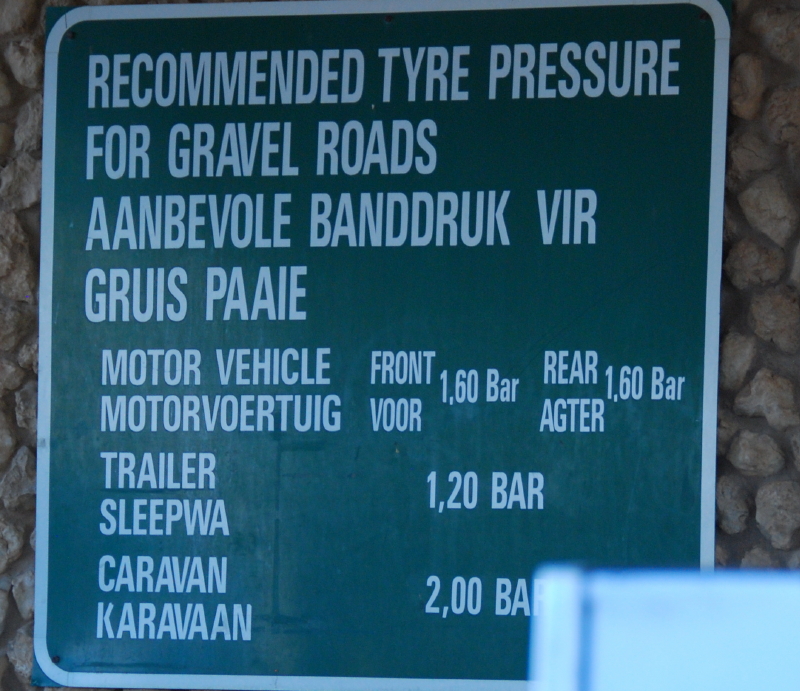 RECOMMENDED TYRE PRESSURE
FOR GRAVEL ROADS
AANBEVOLE BANDDRUK VIR
GRUIS PAAIE
MOTOR VEHICLE FRONT 1,60 Bar REAR 1,60 Bar
MOTORVOERTUIG VOOR AGTER
TRAILER
SLEEPWA 1,20 BAR
CARAVAN
KARAVAAN 2,00 BAR